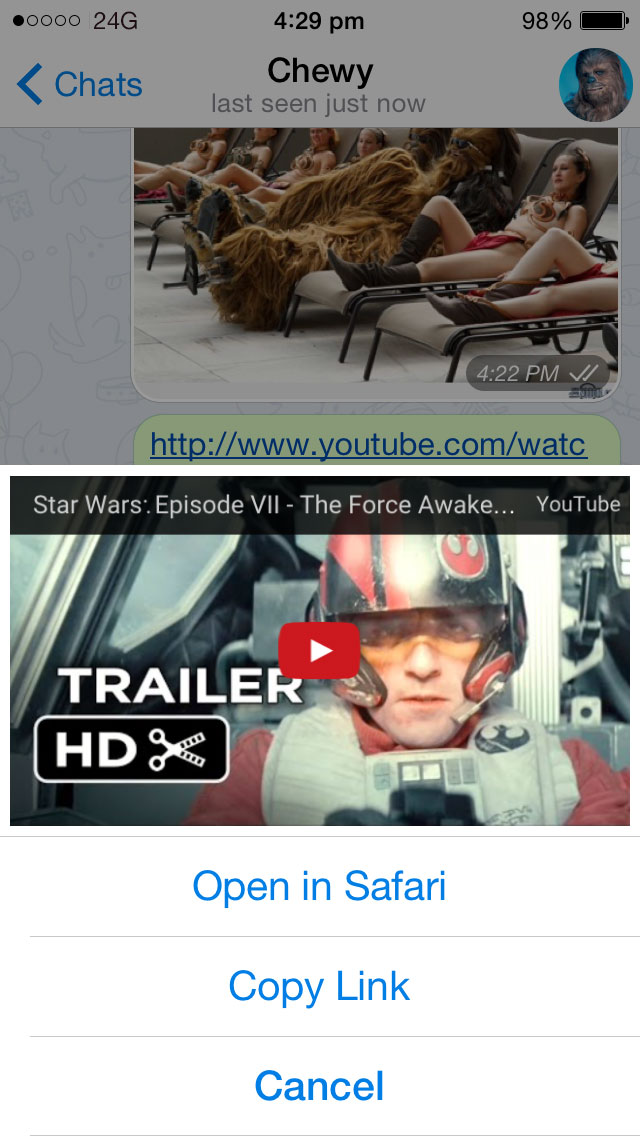 24G 4:29 pm 98%
Chats Chewy
last seen just now
4:22 PM
http://www.youtube.com/watc
Star Wars: Episode VII - The Force Awake... YouTube
TRAILER
HD
Open in Safari
Copy Link
Cancel